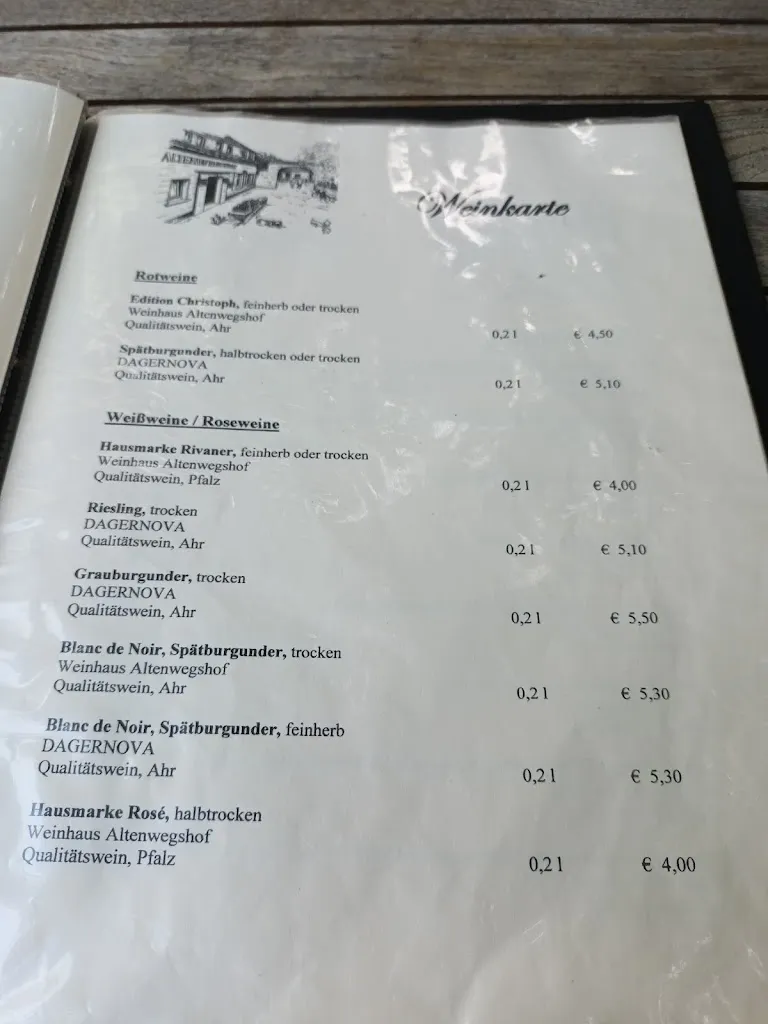 Weinkarte
Rotweine
Edition Christoph, feinherb oder trocken
Weinhaus Altenwegshof
Qualitätswein, Ahr 0,2 l € 4,50
Spätburgunder, halbtrocken oder trocken
DAGERNOVA
Qualitätswein, Ahr 0,2 l € 5,10
Weißweine / Roseweine
Hausmarke Rivaner, feinherb oder trocken
Weinhaus Altenwegshof
Qualitätswein, Pfalz 0,2 l € 4,00
Riesling, trocken
DAGERNOVA
Qualitätswein, Ahr 0,2 l € 5,10
Grauburgunder, trocken
DAGERNOVA
Qualitätswein, Ahr 0,2 l € 5,50
Blanc de Noir, Spätburgunder, trocken
Weinhaus Altenwegshof
Qualitätswein, Ahr 0,2 l € 5,30
Blanc de Noir, Spätburgunder, feinherb
DAGERNOVA
Qualitätswein, Ahr 0,2 l € 5,30
Hausmarke Rosé, halbtrocken
Weinhaus Altenwegshof
Qualitätswein, Pfalz 0,2 l € 4,00